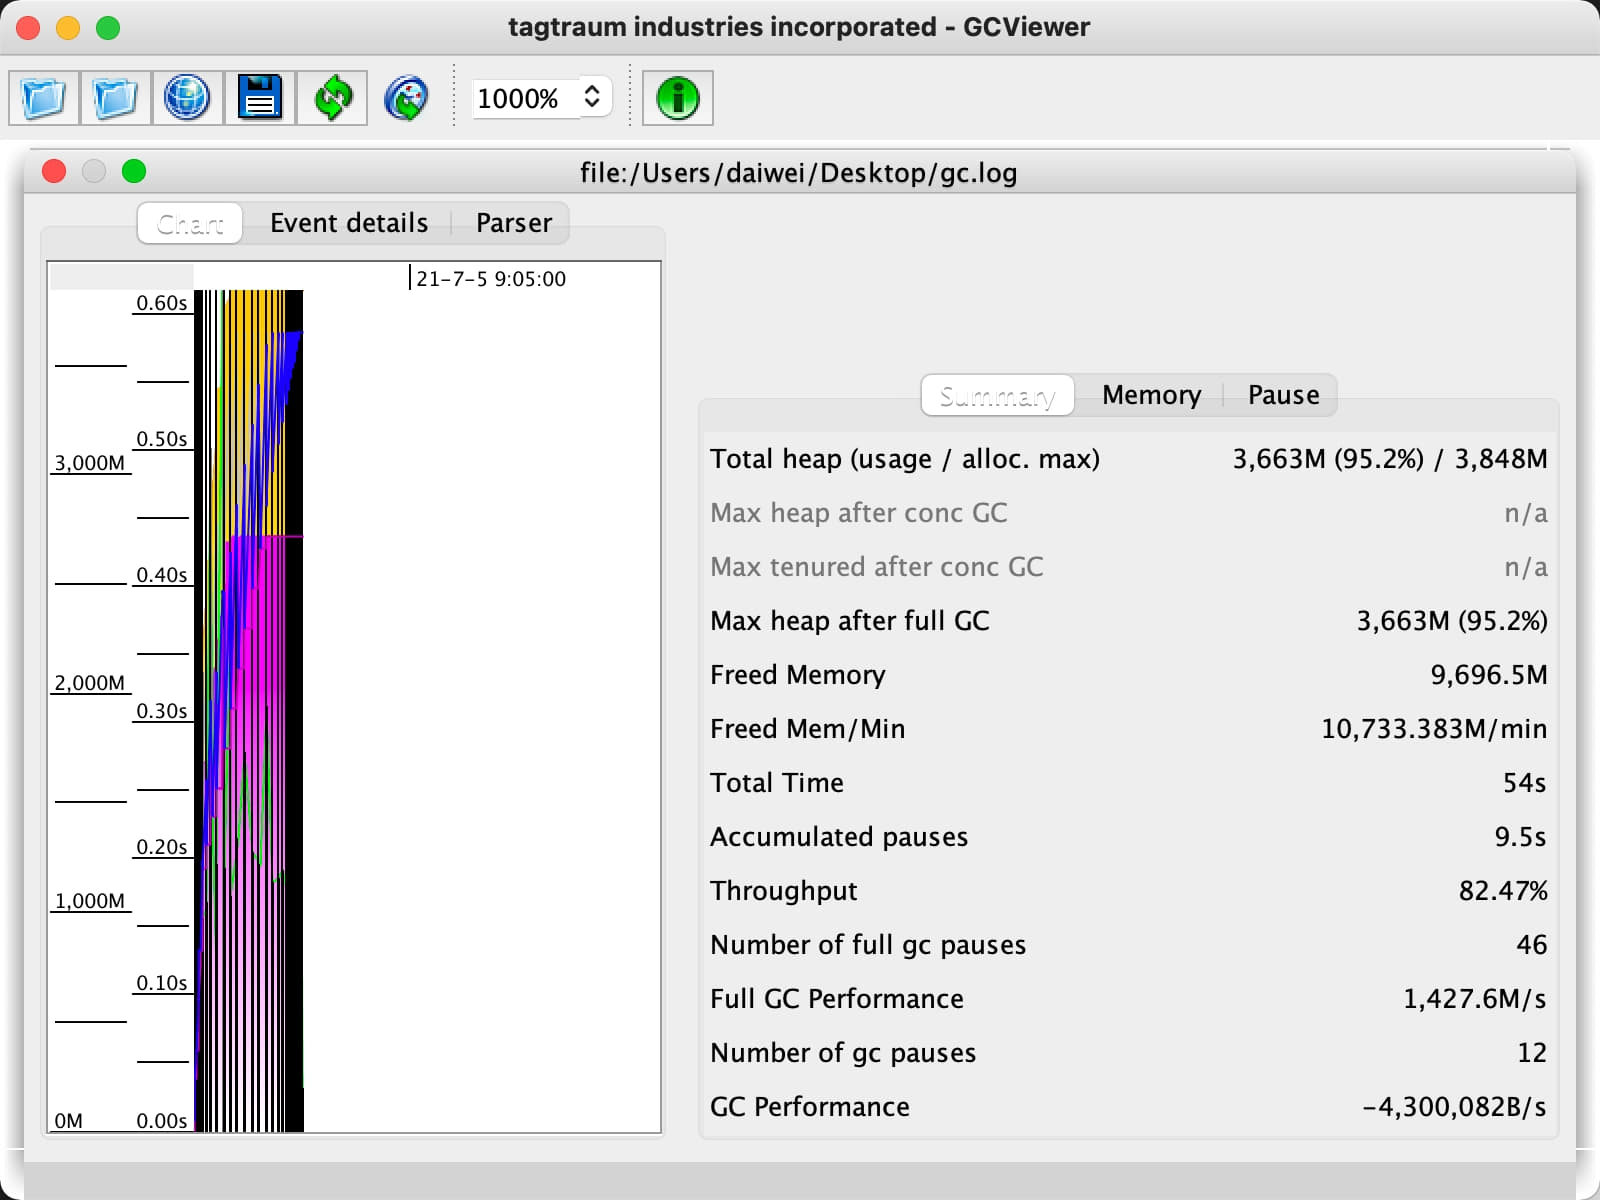 tagtraum industries incorporated - GCViewer
1000%
file:/Users/daiwei/Desktop/gc.log
Chart Event details Parser
21-7-5 9:05:00
0.60s
0.50s
3,000M
0.40s
2,000M
0.30s
0.20s
1,000M
0.10s
0M 0.00s
Summary Memory Pause
Total heap (usage / alloc. max) 3,663M (95.2%) / 3,848M
Max heap after conc GC n/a
Max tenured after conc GC n/a
Max heap after full GC 3,663M (95.2%)
Freed Memory 9,696.5M
Freed Mem/Min 10,733.383M/min
Total Time 54s
Accumulated pauses 9.5s
Throughput 82.47%
Number of full gc pauses 46
Full GC Performance 1,427.6M/s
Number of gc pauses 12
GC Performance -4,300,082B/s